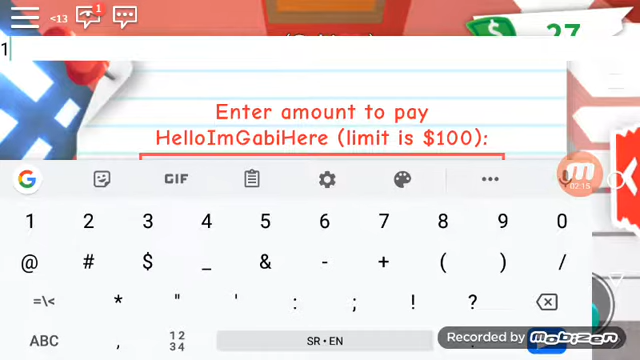 <13
1
27
1
Enter amount to pay
HelloImGabiHere (limit is $100):
G GIF
02:15
1 2 3 4 5 6 7 8 9 0
@ # $ _ & - + ( ) /
=\< * " ' : ; ! ?
ABC , 12 34 SR • EN .
Recorded by mobizen